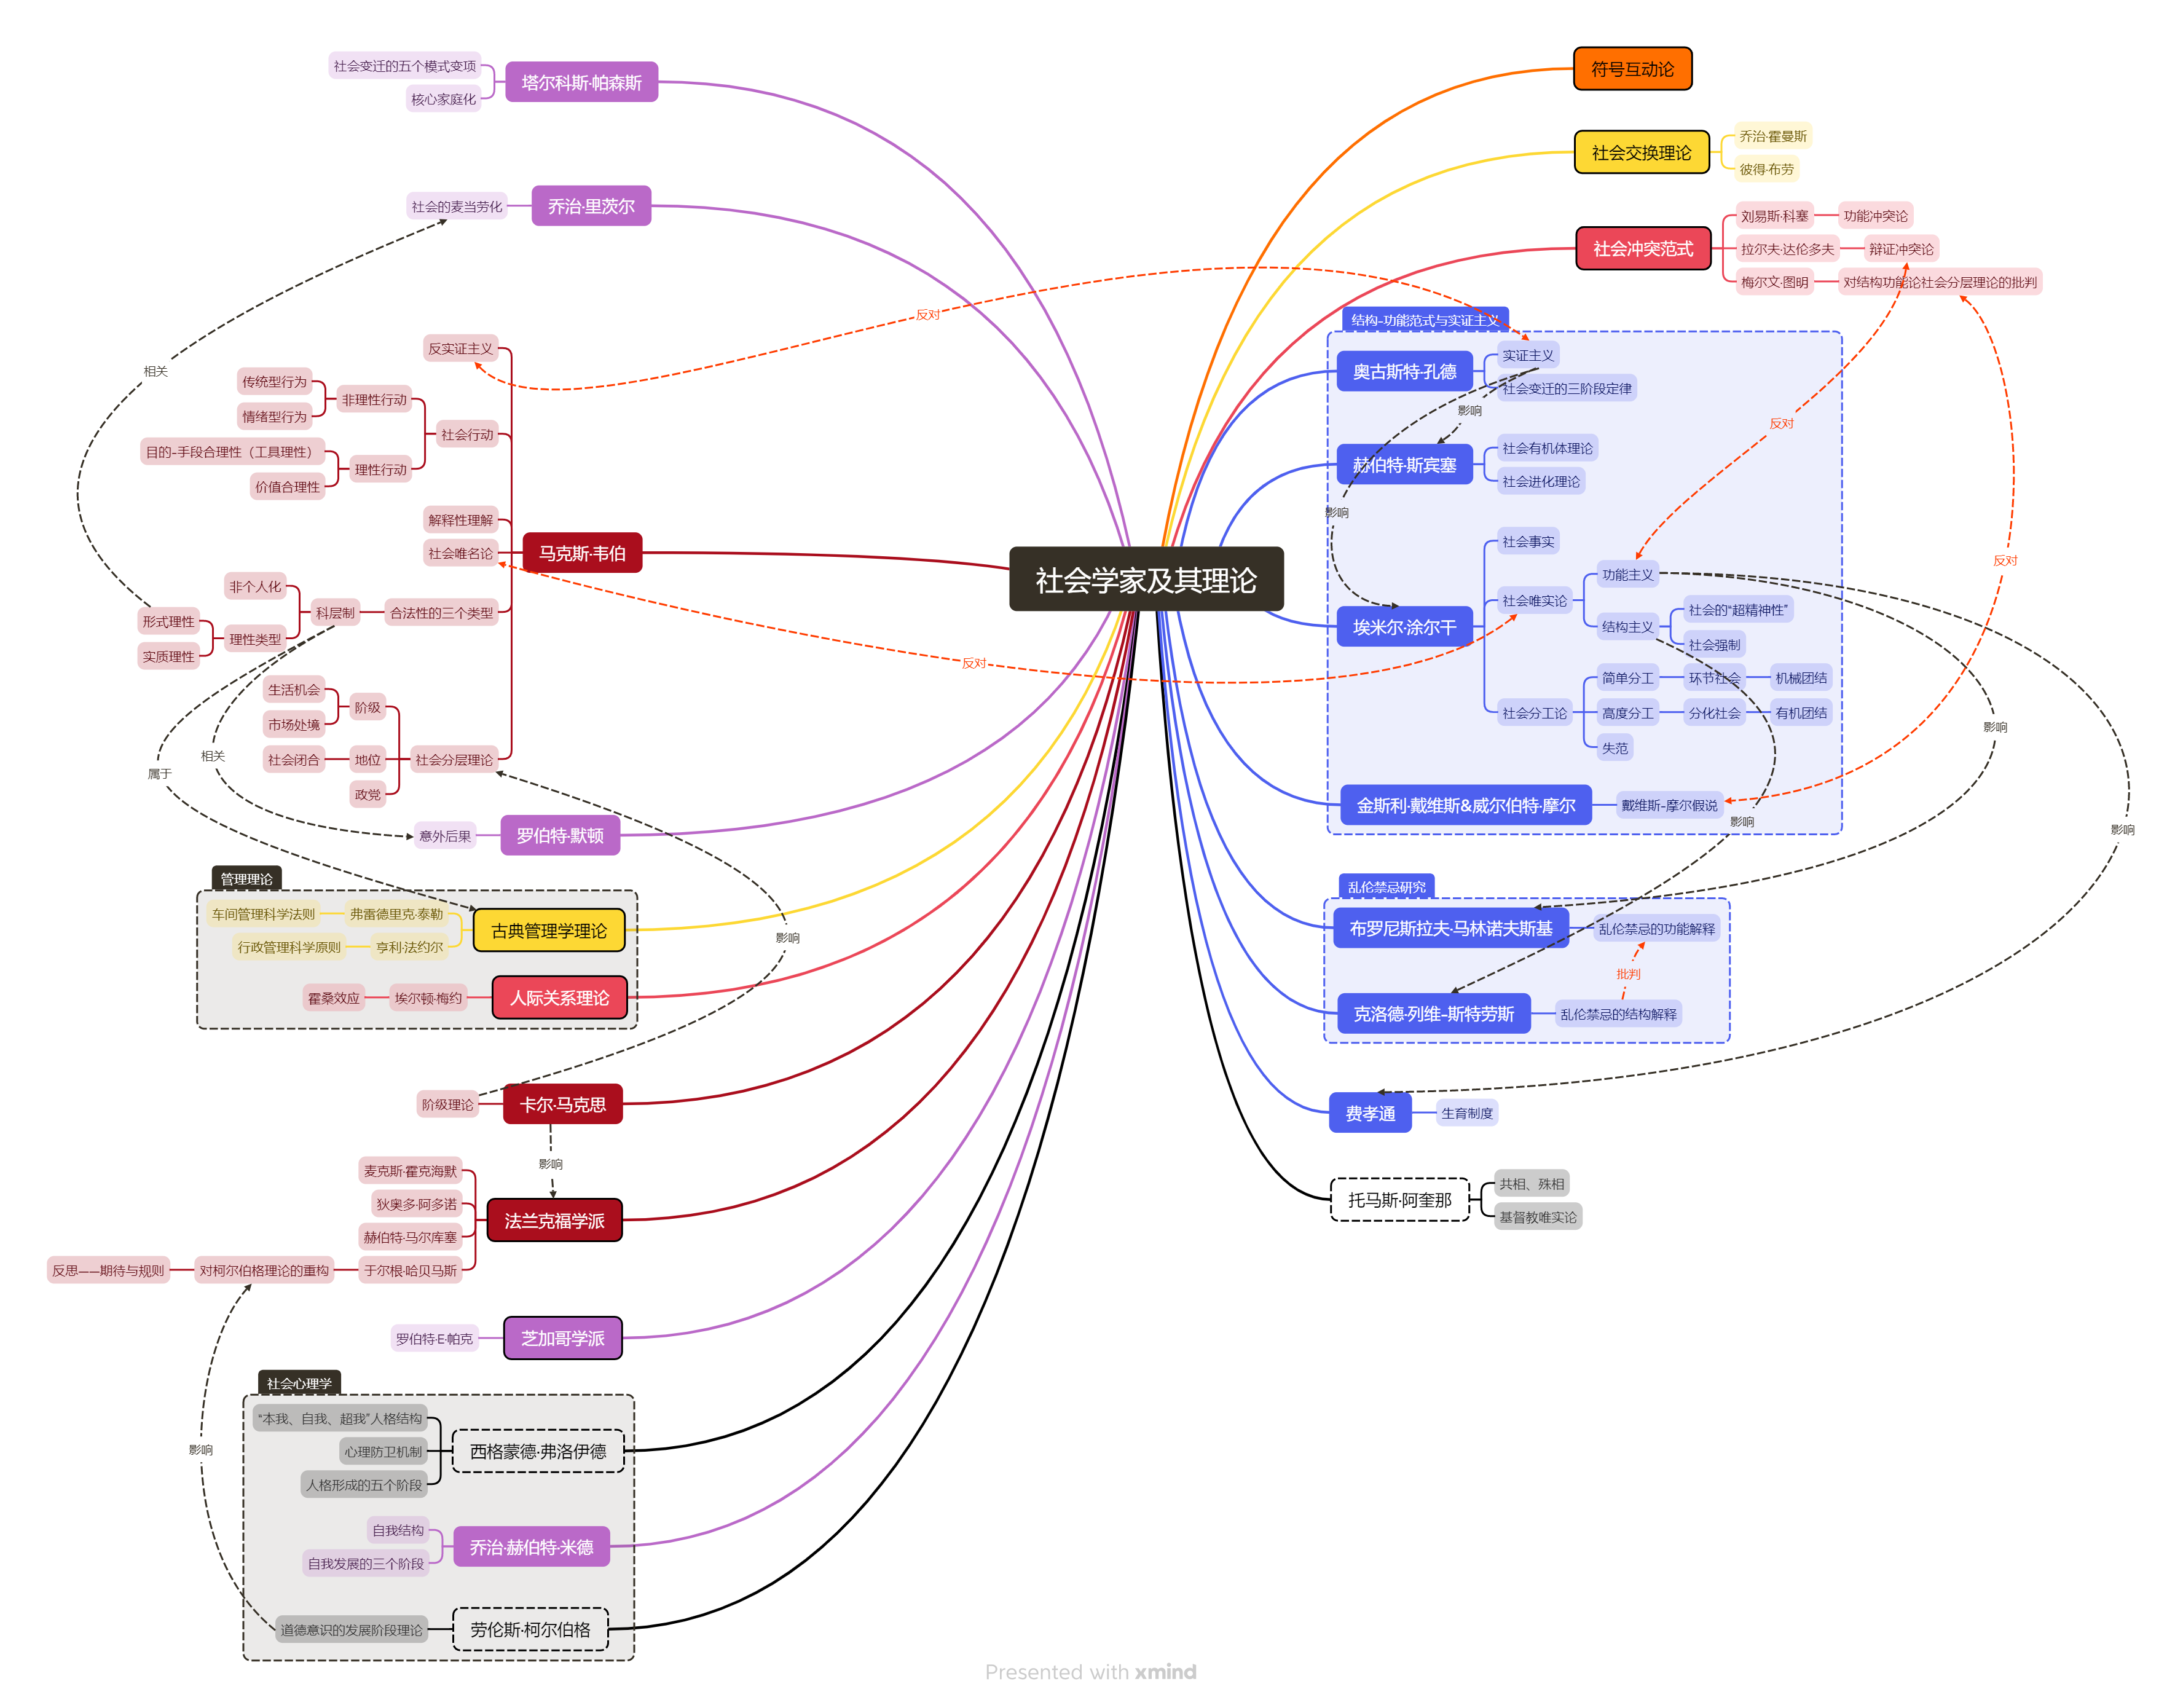 社会学家及其理论
符号互动论
社会交换理论
乔治·霍曼斯
彼得·布劳
社会冲突范式
刘易斯·科塞
功能冲突论
拉尔夫·达伦多夫
辩证冲突论
梅尔文·图明
对结构功能论社会分层理论的批判
结构-功能范式与实证主义
奥古斯特·孔德
实证主义
社会变迁的三阶段定律
影响
赫伯特·斯宾塞
社会有机体理论
社会进化理论
影响
埃米尔·涂尔干
社会事实
社会唯实论
功能主义
结构主义
社会的“超精神性”
社会强制
社会分工论
简单分工
环节社会
机械团结
高度分工
分化社会
有机团结
失范
金斯利·戴维斯&威尔伯特·摩尔
戴维斯-摩尔假说
反对
反对
影响
影响
影响
乱伦禁忌研究
布罗尼斯拉夫·马林诺夫斯基
乱伦禁忌的功能解释
批判
克洛德·列维-斯特劳斯
乱伦禁忌的结构解释
费孝通
生育制度
托马斯·阿奎那
共相、殊相
基督教唯实论
塔尔科斯·帕森斯
社会变迁的五个模式变项
核心家庭化
乔治·里茨尔
社会的麦当劳化
相关
反对
马克斯·韦伯
反实证主义
社会行动
非理性行动
传统型行为
情绪型行为
理性行动
目的-手段合理性（工具理性）
价值合理性
解释性理解
社会唯名论
反对
合法性的三个类型
科层制
非个人化
理性类型
形式理性
实质理性
社会分层理论
阶级
生活机会
市场处境
地位
社会闭合
政党
相关
属于
罗伯特·默顿
意外后果
管理理论
古典管理学理论
弗雷德里克·泰勒
车间管理科学法则
亨利·法约尔
行政管理科学原则
人际关系理论
埃尔顿·梅约
霍桑效应
影响
卡尔·马克思
阶级理论
影响
法兰克福学派
麦克斯·霍克海默
狄奥多·阿多诺
赫伯特·马尔库塞
于尔根·哈贝马斯
对柯尔伯格理论的重构
反思——期待与规则
芝加哥学派
罗伯特·E·帕克
影响
社会心理学
西格蒙德·弗洛伊德
“本我、自我、超我”人格结构
心理防卫机制
人格形成的五个阶段
乔治·赫伯特·米德
自我结构
自我发展的三个阶段
劳伦斯·柯尔伯格
道德意识的发展阶段理论
Presented with xmind